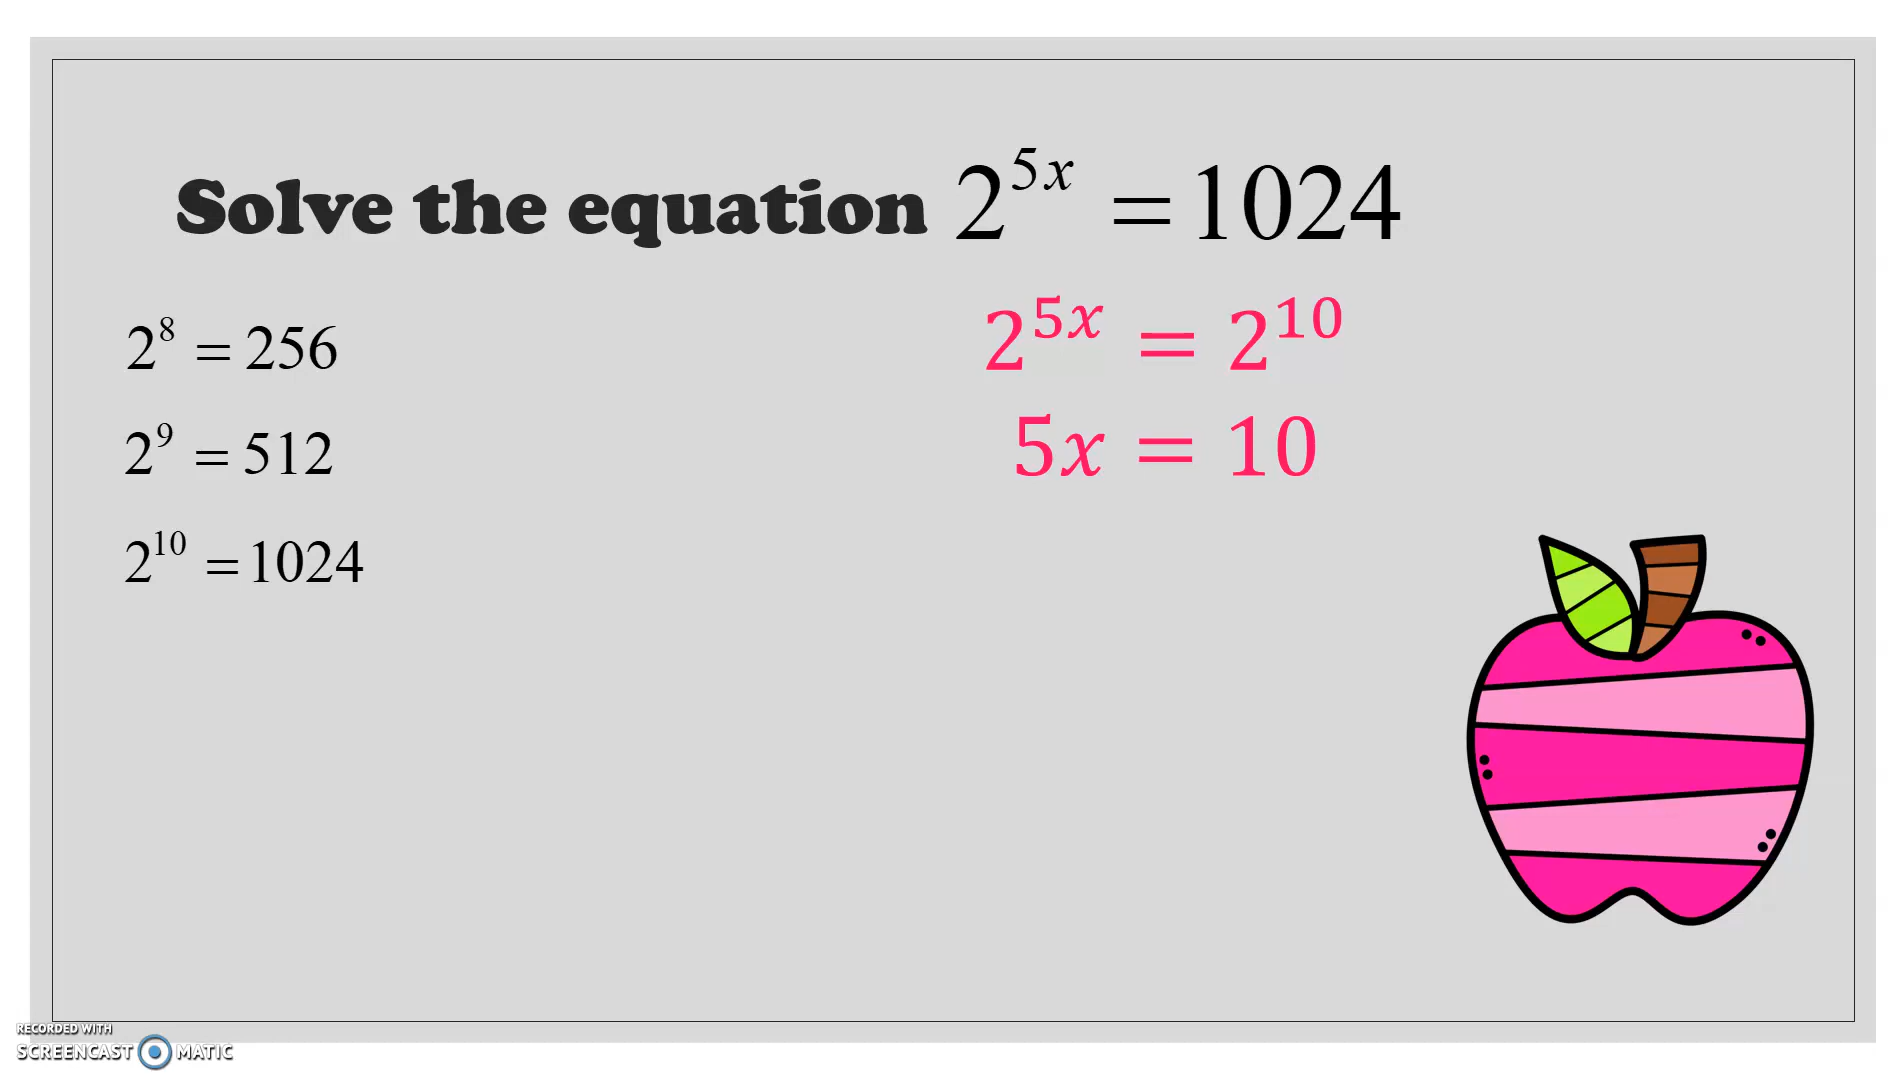 Solve the equation 2^{5x} = 1024
2^{5x} = 2^{10}
5x = 10
2^8 = 256
2^9 = 512
2^{10} = 1024
RECORDED WITH
SCREENCAST MATIC